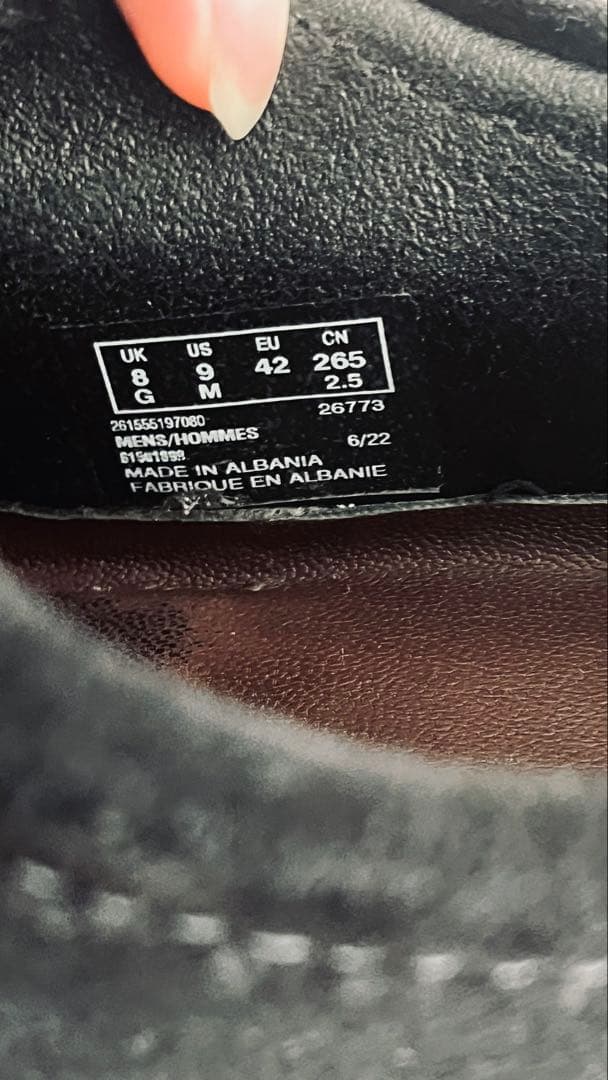 UK US EU CN
8 9 42 265
G M 2.5
261555197080 26773
MENS/HOMMES 6/22
MADE IN ALBANIA
FABRIQUE EN ALBANIE